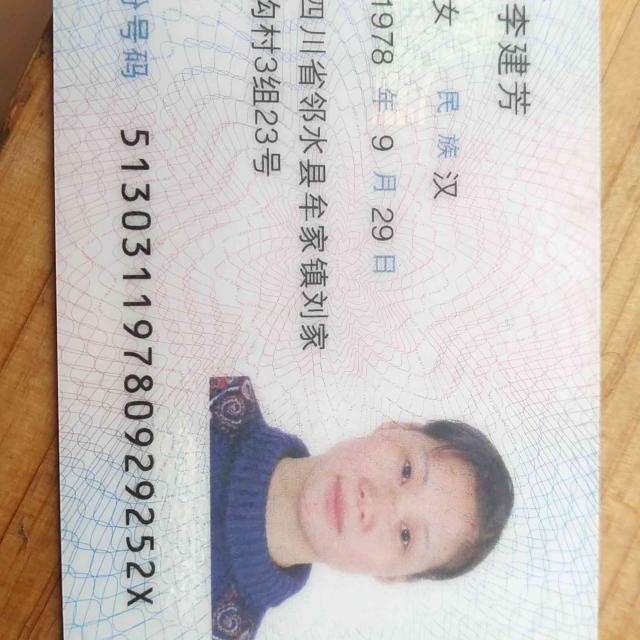 李建芳
女 民族 汉
1978 年 9 月 29 日
四川省邻水县牟家镇刘家
沟村3组23号
号码 51303119780929252X